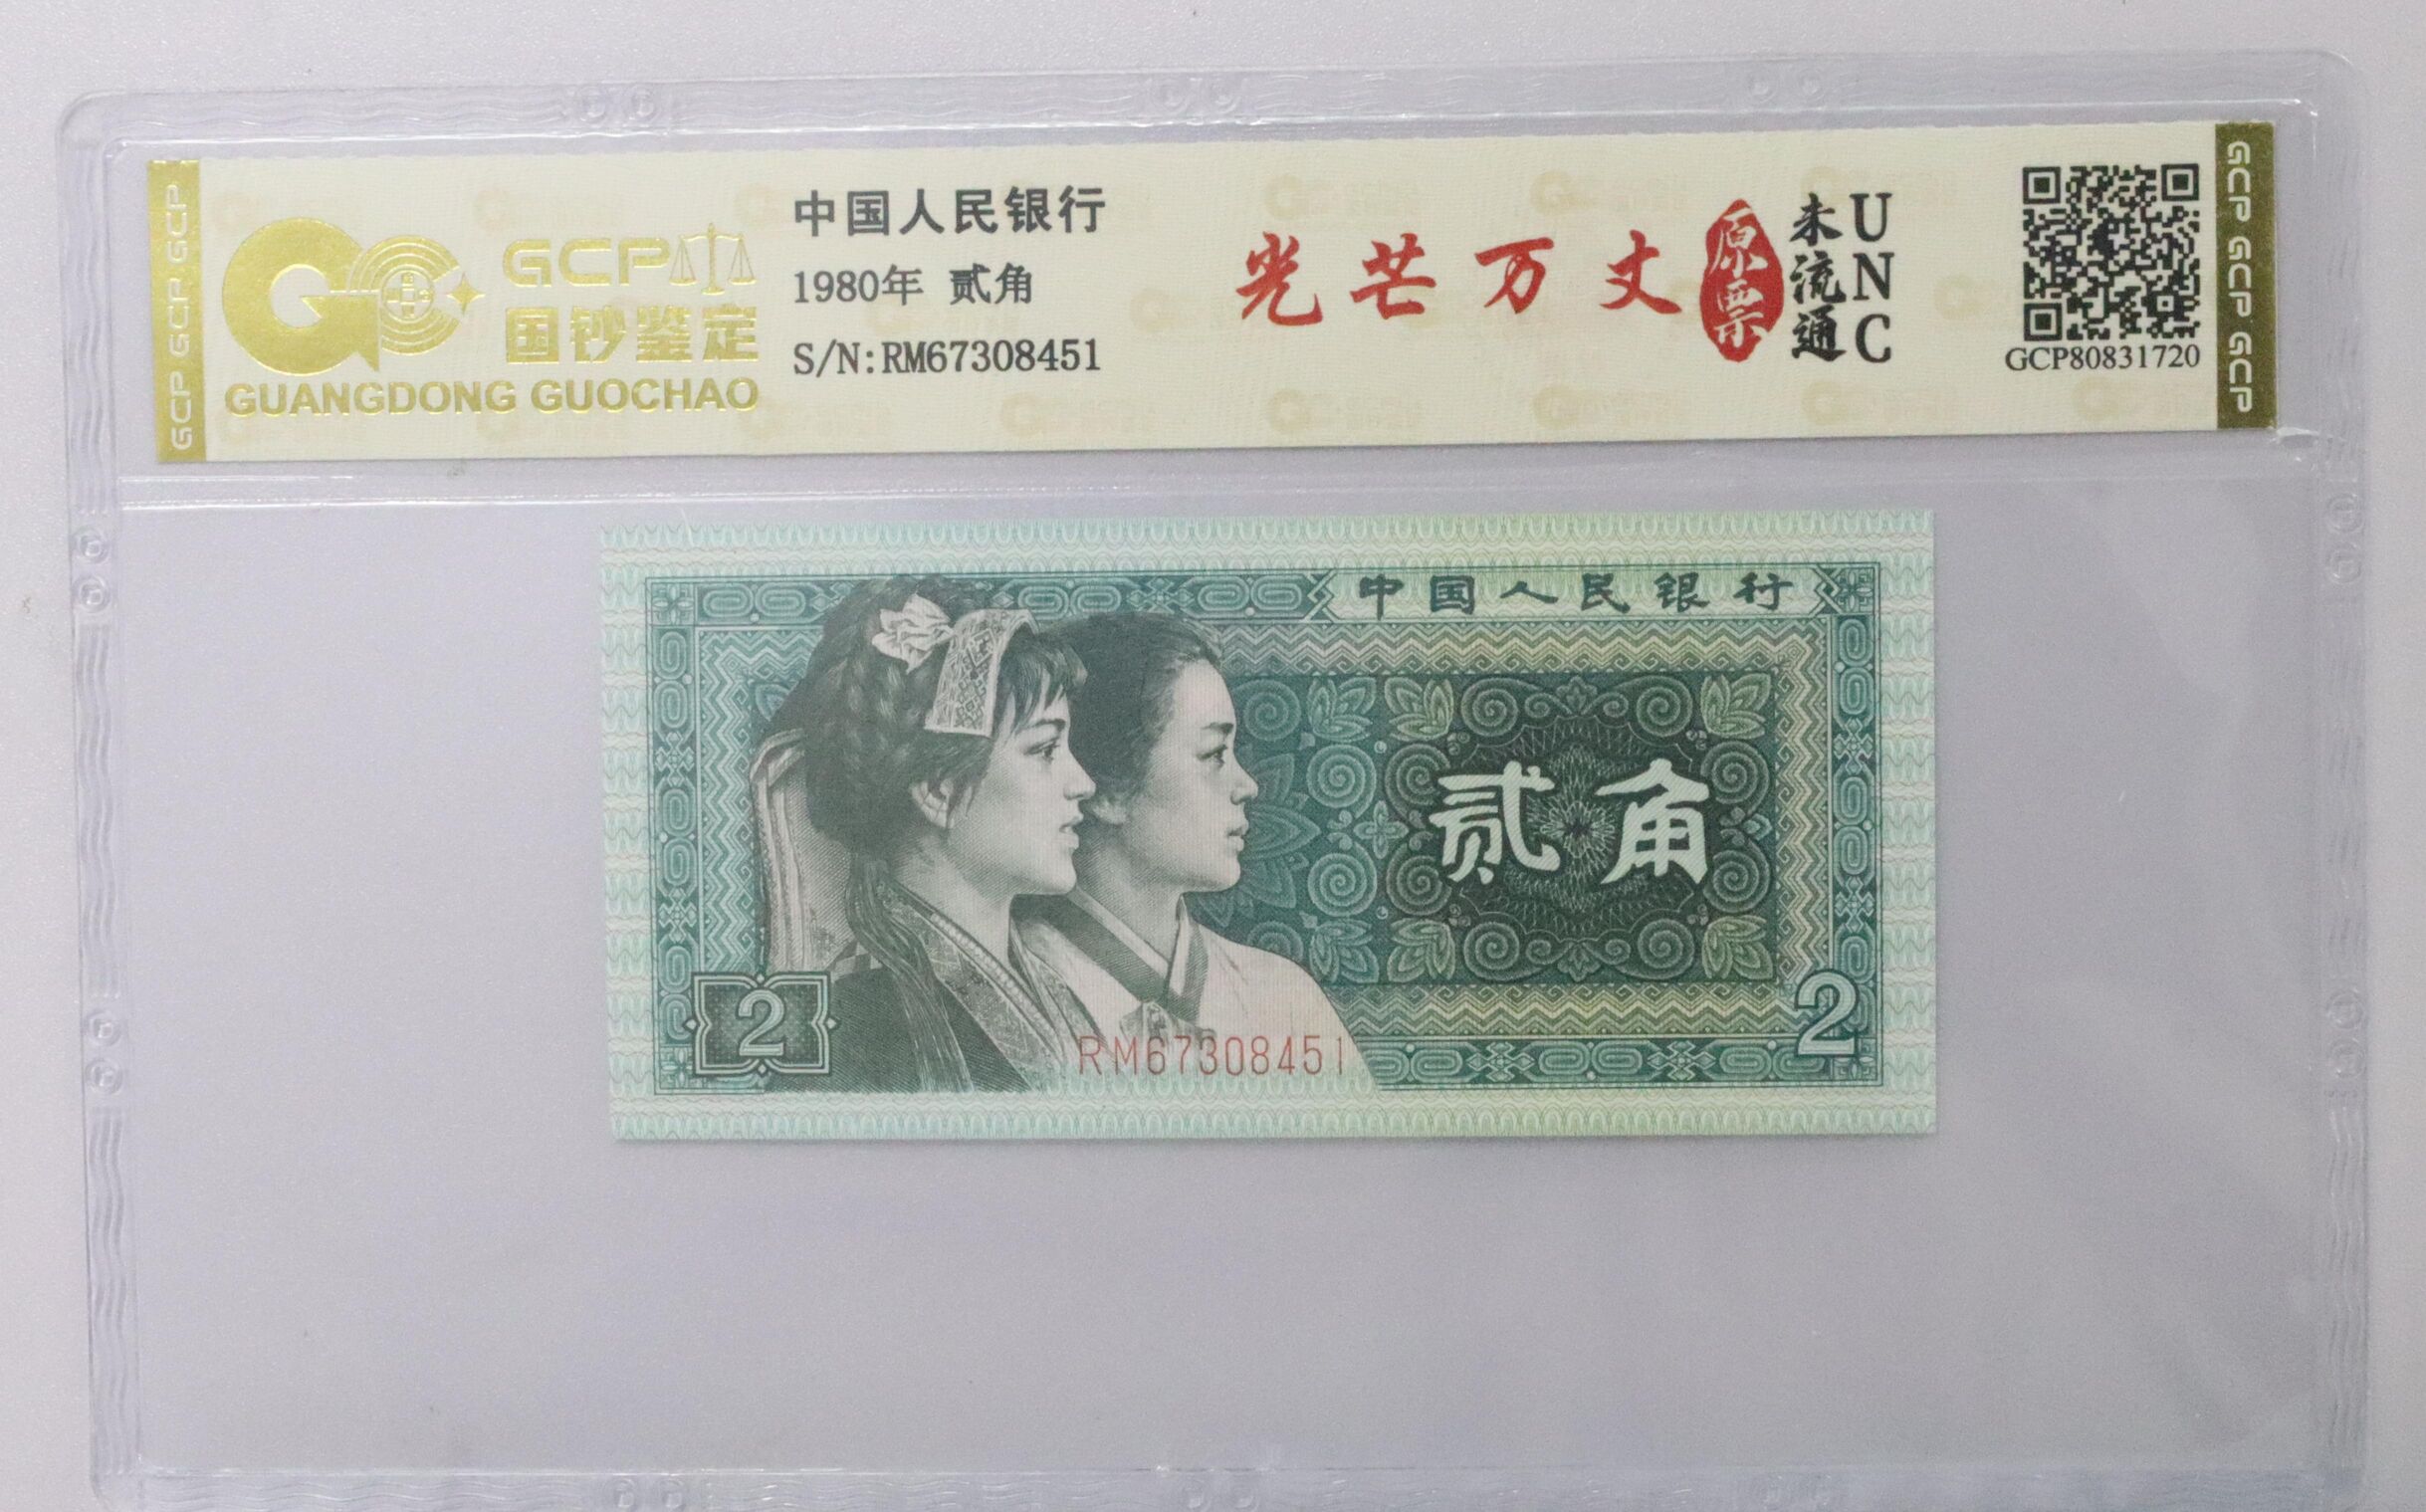 GCP GCP GCP
GCP
国钞鉴定
GUANGDONG GUOCHAO
中国人民银行
1980年 贰角
S/N:RM67308451
光芒万丈
原票
未流通
UNC
GCP80831720
GCP GCP GCP
中国人民银行
贰角
2
RM67308451
2